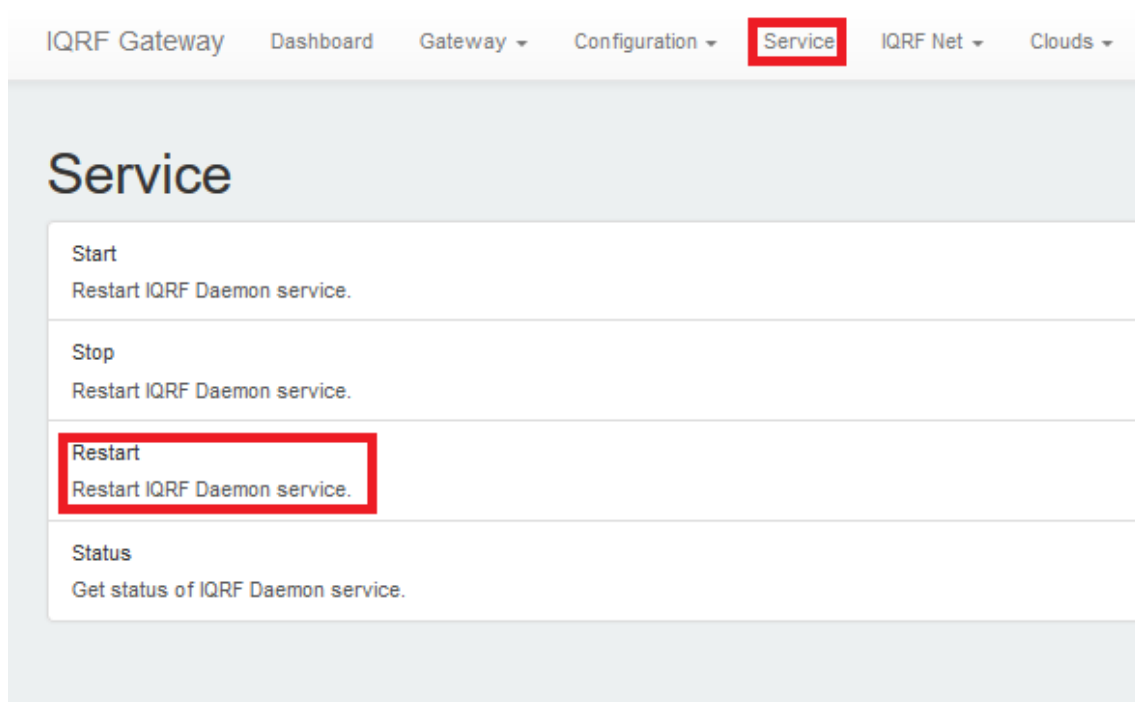 IQRF Gateway Dashboard Gateway Configuration Service IQRF Net Clouds
Service
Start
Restart IQRF Daemon service.
Stop
Restart IQRF Daemon service.
Restart
Restart IQRF Daemon service.
Status
Get status of IQRF Daemon service.